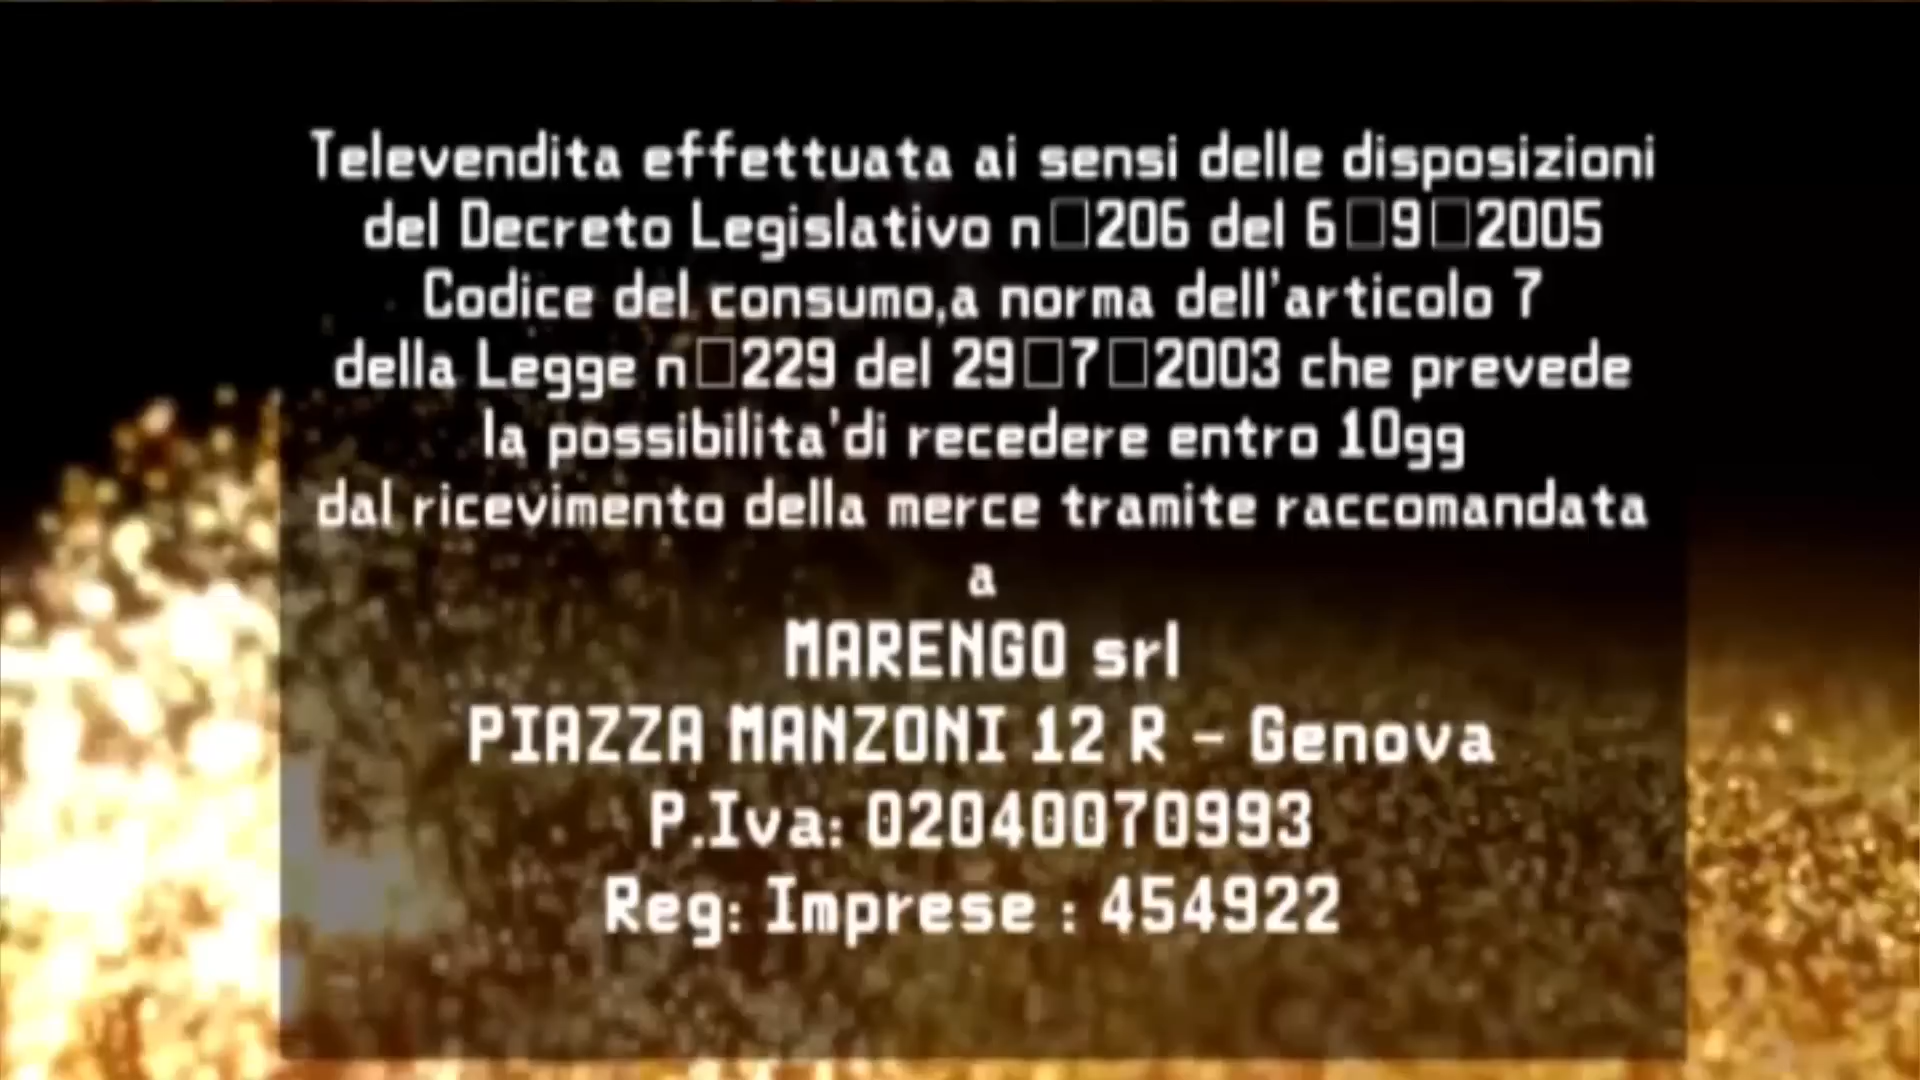 Televendita effettuata ai sensi delle disposizioni
del Decreto Legislativo n□206 del 6□9□2005
Codice del consumo,a norma dell'articolo 7
della Legge n□229 del 29□7□2003 che prevede
la possibilita'di recedere entro 10gg
dal ricevimento della merce tramite raccomandata
a
MARENGO srl
PIAZZA MANZONI 12 R - Genova
P.Iva: 02040070993
Reg: Imprese : 454922